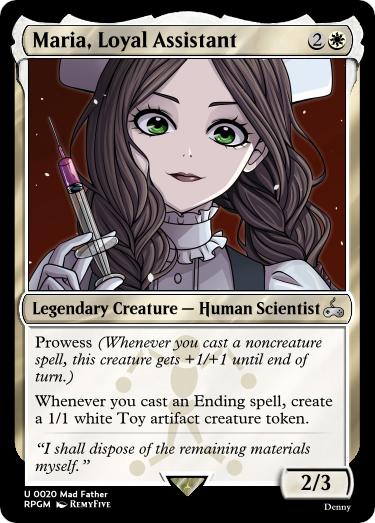 Maria, Loyal Assistant 2
Legendary Creature — Human Scientist
Prowess (Whenever you cast a noncreature
spell, this creature gets +1/+1 until end of
turn.)
Whenever you cast an Ending spell, create
a 1/1 white Toy artifact creature token.
“I shall dispose of the remaining materials
myself.”
2/3
U 0020 Mad Father
RPGM RemyFive
Denny